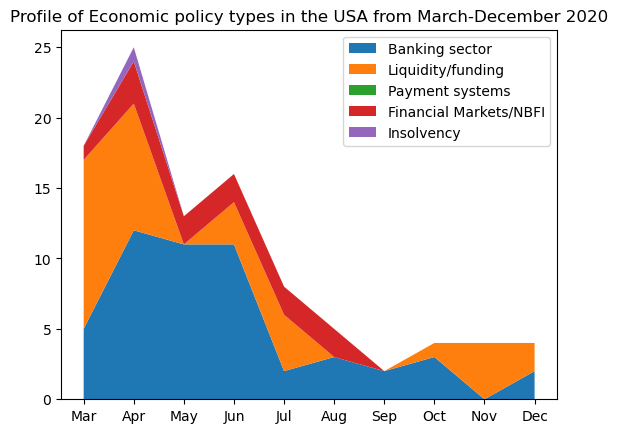 Profile of Economic policy types in the USA from March-December 2020
Banking sector
Liquidity/funding
Payment systems
Financial Markets/NBFI
Insolvency
25
20
15
10
5
0
Mar Apr May Jun Jul Aug Sep Oct Nov Dec